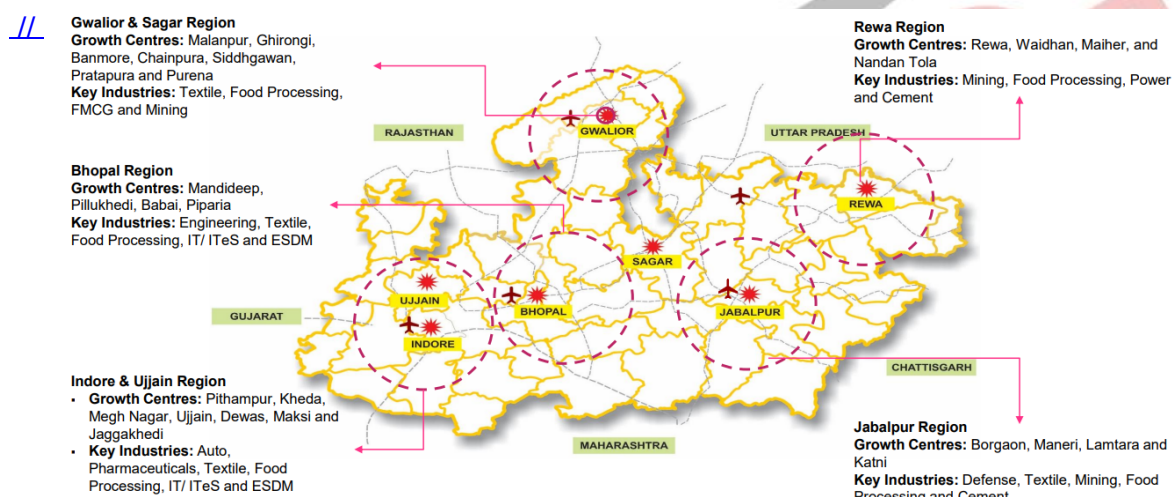 //
Gwalior & Sagar Region
Growth Centres: Malanpur, Ghirongi,
Banmore, Chainpura, Siddhgawan,
Pratapura and Purena
Key Industries: Textile, Food Processing,
FMCG and Mining
Rewa Region
Growth Centres: Rewa, Waidhan, Maiher, and
Nandan Tola
Key Industries: Mining, Food Processing, Power
and Cement
RAJASTHAN
GWALIOR
UTTAR PRADESH
Bhopal Region
Growth Centres: Mandideep,
Pillukhedi, Babai, Piparia
Key Industries: Engineering, Textile,
Food Processing, IT/ ITeS and ESDM
REWA
SAGAR
UJJAIN
BHOPAL
JABALPUR
GUJARAT
INDORE
CHATTISGARH
MAHARASHTRA
Indore & Ujjain Region
▪ Growth Centres: Pithampur, Kheda,
Megh Nagar, Ujjain, Dewas, Maksi and
Jaggakhedi
▪ Key Industries: Auto,
Pharmaceuticals, Textile, Food
Processing, IT/ ITeS and ESDM
Jabalpur Region
Growth Centres: Borgaon, Maneri, Lamtara and
Katni
Key Industries: Defense, Textile, Mining, Food
Processing and Cement